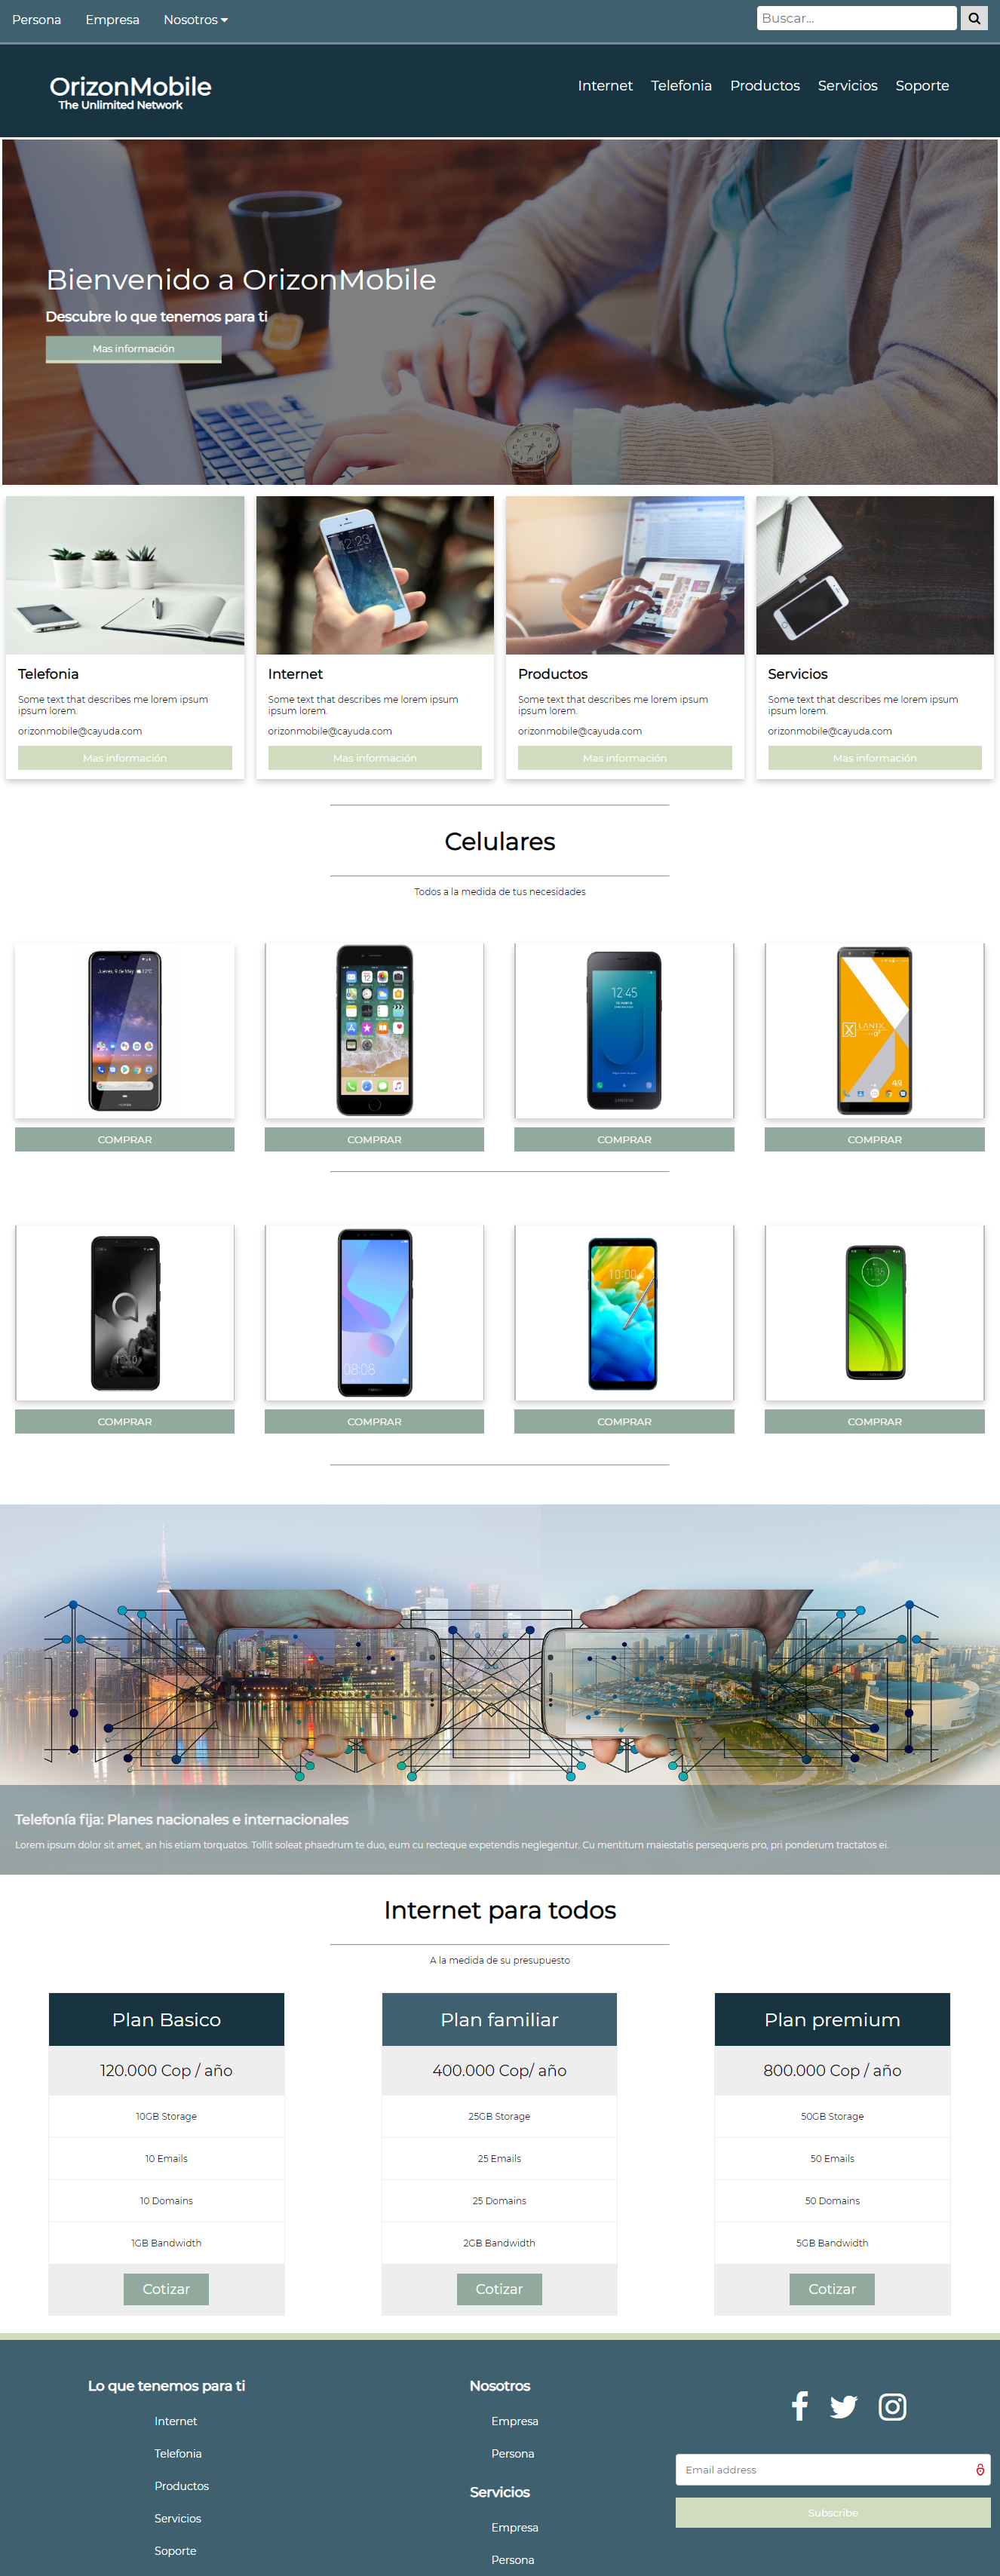 Persona
Empresa
Nosotros
Buscar...
OrizonMobile
The Unlimited Network
Internet
Telefonia
Productos
Servicios
Soporte
Bienvenido a OrizonMobile
Descubre lo que tenemos para ti
Mas información
12:23
Telefonia
Some text that describes me lorem ipsum
ipsum lorem.
orizonmobile@cayuda.com
Mas información
Internet
Some text that describes me lorem ipsum
ipsum lorem.
orizonmobile@cayuda.com
Mas información
Productos
Some text that describes me lorem ipsum
ipsum lorem.
orizonmobile@cayuda.com
Mas información
Servicios
Some text that describes me lorem ipsum
ipsum lorem.
orizonmobile@cayuda.com
Mas información
Celulares
Todos a la medida de tus necesidades
12:45
SAMSUNG
LANIX
COMPRAR
COMPRAR
COMPRAR
COMPRAR
10:00
08:08
COMPRAR
COMPRAR
COMPRAR
COMPRAR
Telefonía fija: Planes nacionales e internacionales
Lorem ipsum dolor sit amet, an his etiam torquatos. Tollit soleat phaedrum te duo, eum cu recteque expetendis neglegentur. Cu mentitum maiestatis persequeris pro, pri ponderum tractatos ei.
Internet para todos
A la medida de su presupuesto
Plan Basico
120.000 Cop / año
10GB Storage
10 Emails
10 Domains
1GB Bandwidth
Cotizar
Plan familiar
400.000 Cop/ año
25GB Storage
25 Emails
25 Domains
2GB Bandwidth
Cotizar
Plan premium
800.000 Cop / año
50GB Storage
50 Emails
50 Domains
5GB Bandwidth
Cotizar
Lo que tenemos para ti
Internet
Telefonia
Productos
Servicios
Soporte
Nosotros
Empresa
Persona
Servicios
Empresa
Persona
Email address
Subscribe